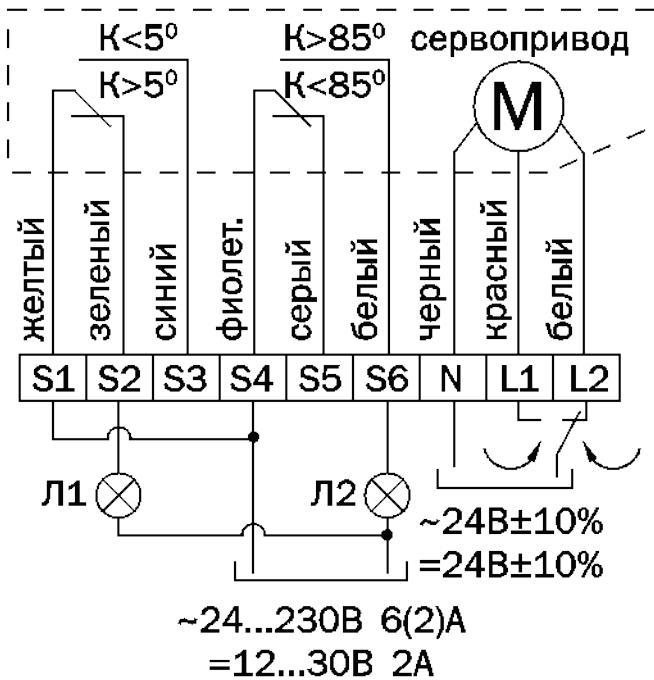 К<5⁰ К>85⁰ сервопривод
К>5⁰ К<85⁰ М
желтый зеленый синий фиолет. серый белый черный красный белый
S1 S2 S3 S4 S5 S6 N L1 L2
Л1 Л2
~24В±10%
=24В±10%
~24...230В 6(2)А
=12...30В 2А